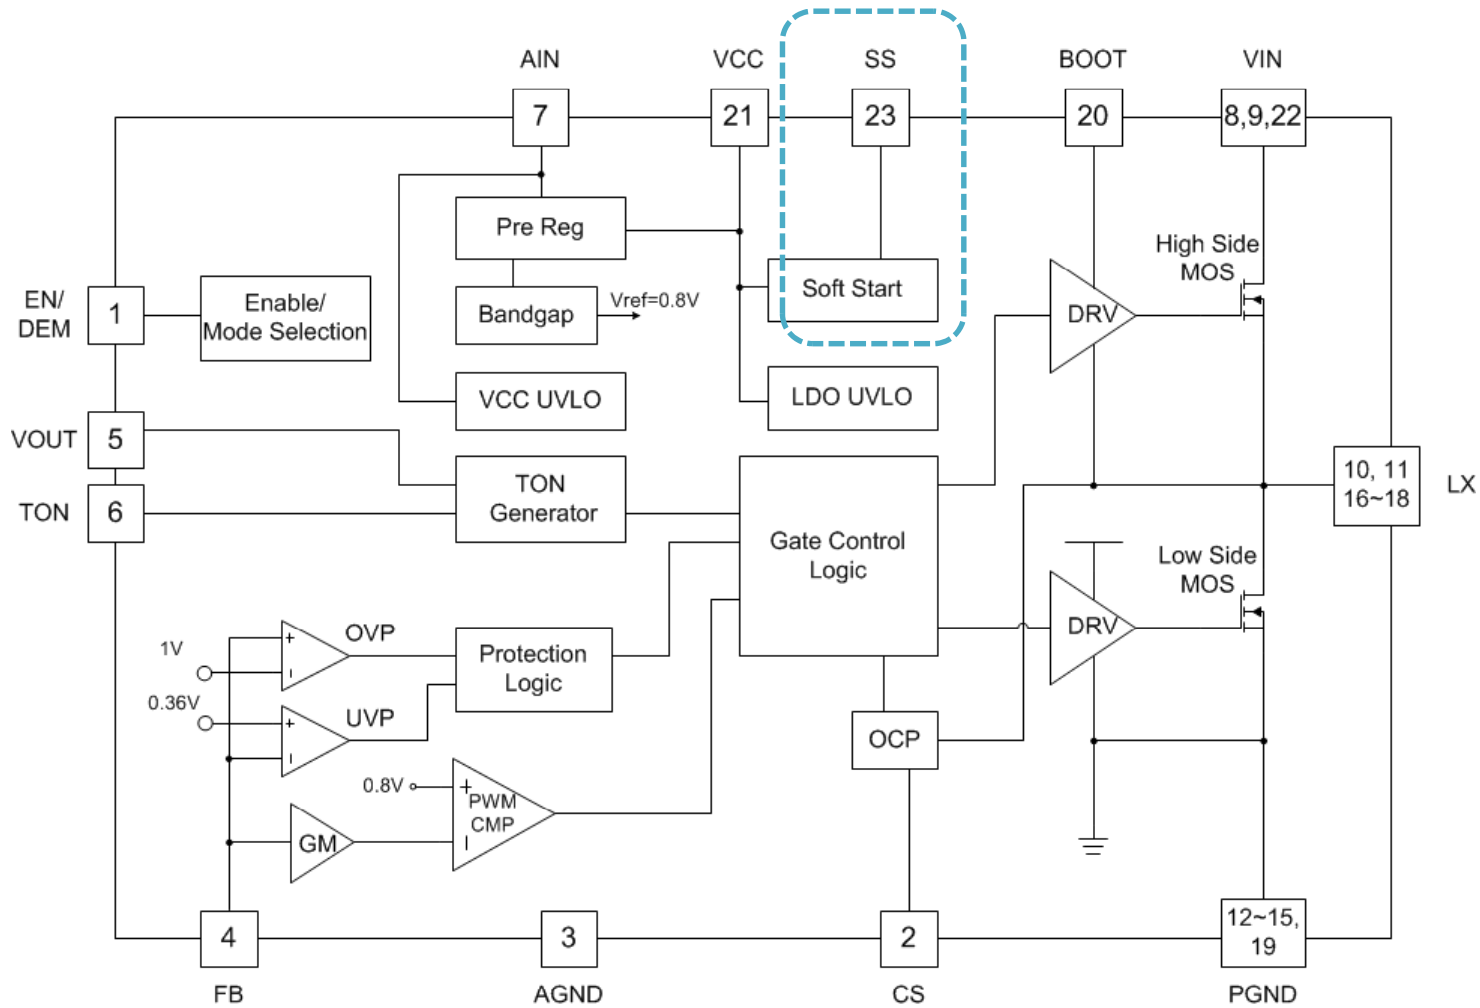 AIN
VCC
SS
BOOT
VIN
7
21
23
20
8,9,22
Pre Reg
High Side
MOS
EN/
DEM
1
Enable/
Mode Selection
Bandgap
Vref=0.8V
Soft Start
DRV
VCC UVLO
LDO UVLO
VOUT
5
TON
6
TON
Generator
10, 11
16~18
LX
Gate Control
Logic
Low Side
MOS
DRV
1V
+
-
OVP
Protection
Logic
0.36V
+
-
UVP
OCP
0.8V
+
PWM
CMP
-
GM
4
3
2
12~15,
19
FB
AGND
CS
PGND